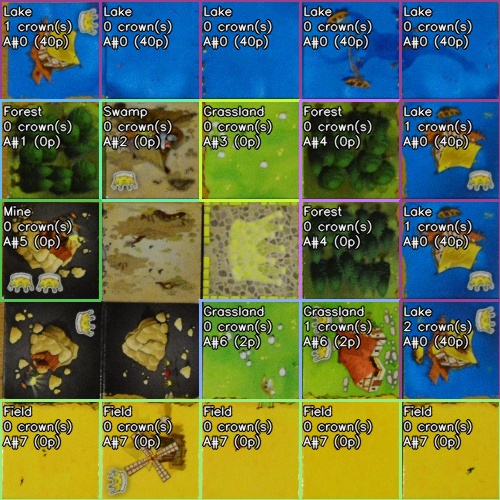 Lake
1 crown(s)
A#0 (40p)
Lake
0 crown(s)
A#0 (40p)
Lake
0 crown(s)
A#0 (40p)
Lake
0 crown(s)
A#0 (40p)
Lake
0 crown(s)
A#0 (40p)
Forest
0 crown(s)
A#1 (0p)
Swamp
0 crown(s)
A#2 (0p)
Grassland
0 crown(s)
A#3 (0p)
Forest
0 crown(s)
A#4 (0p)
Lake
1 crown(s)
A#0 (40p)
Mine
0 crown(s)
A#5 (0p)
Forest
0 crown(s)
A#4 (0p)
Lake
1 crown(s)
A#0 (40p)
Grassland
0 crown(s)
A#6 (2p)
Grassland
1 crown(s)
A#6 (2p)
Lake
2 crown(s)
A#0 (40p)
Field
0 crown(s)
A#7 (0p)
Field
0 crown(s)
A#7 (0p)
Field
0 crown(s)
A#7 (0p)
Field
0 crown(s)
A#7 (0p)
Field
0 crown(s)
A#7 (0p)